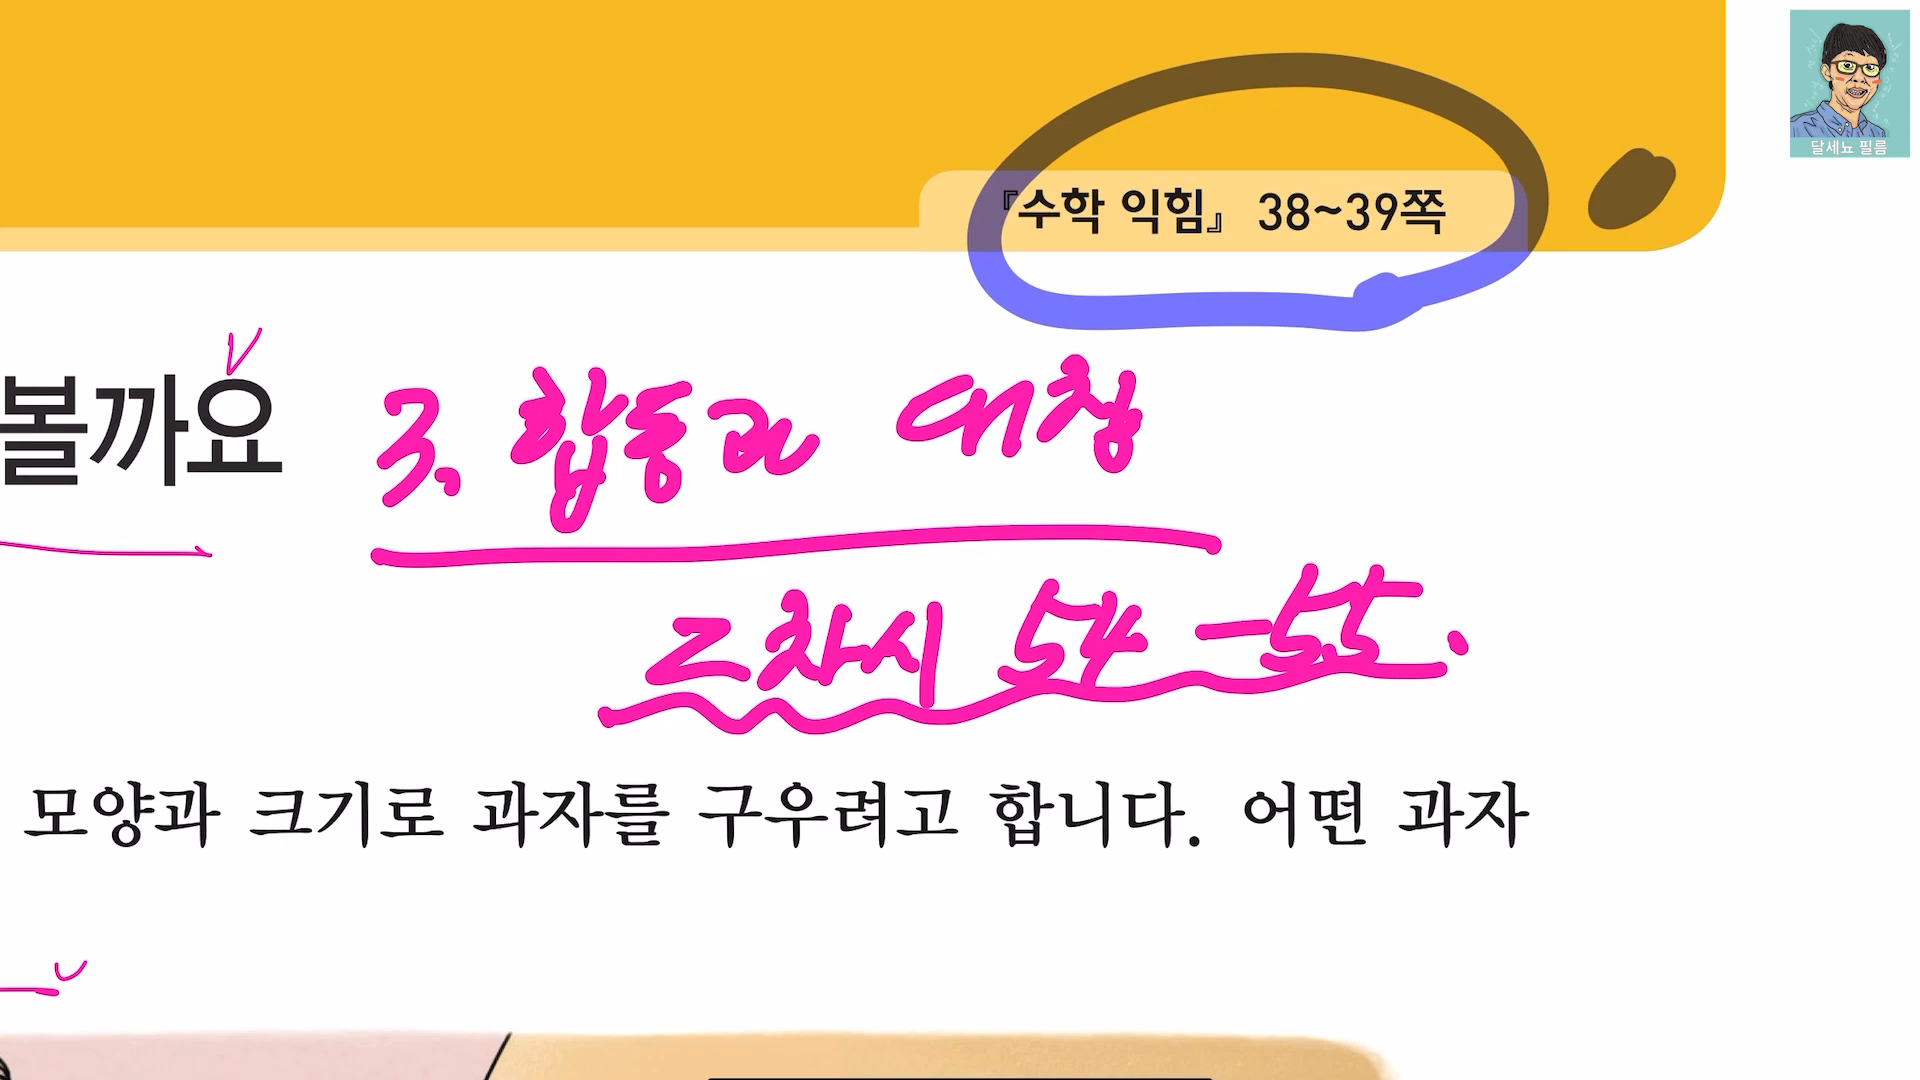 달세뇨 필름
『수학 익힘』 38~39쪽
볼까요
3. 합동과 대칭
2차시 54-55.
모양과 크기로 과자를 구우려고 합니다. 어떤 과자